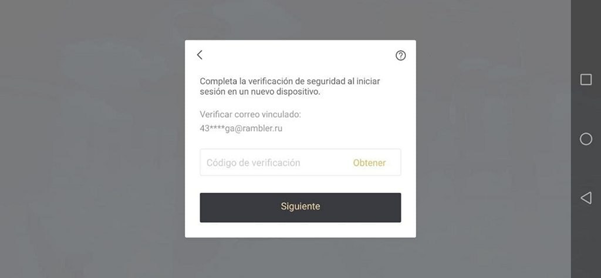 Completa la verificación de seguridad al iniciar
sesión en un nuevo dispositivo.
Verificar correo vinculado:
43****ga@rambler.ru
Código de verificación Obtener
Siguiente